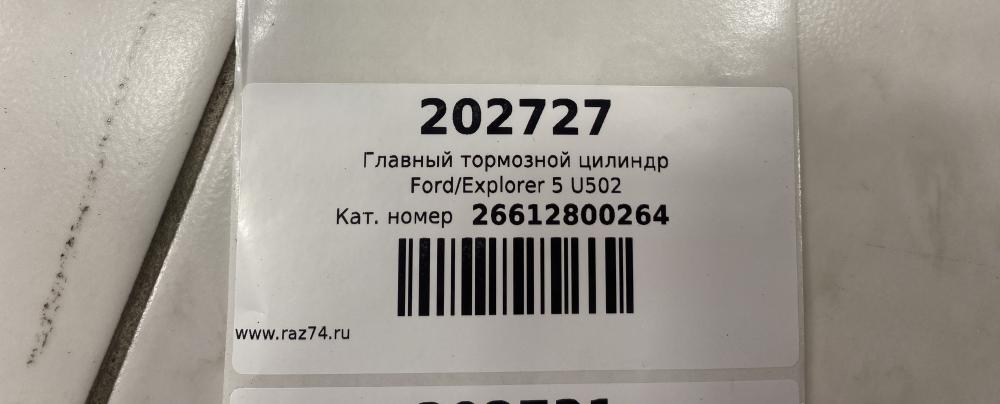 202727
Главный тормозной цилиндр
Ford/Explorer 5 U502
Кат. номер 26612800264
www.raz74.ru